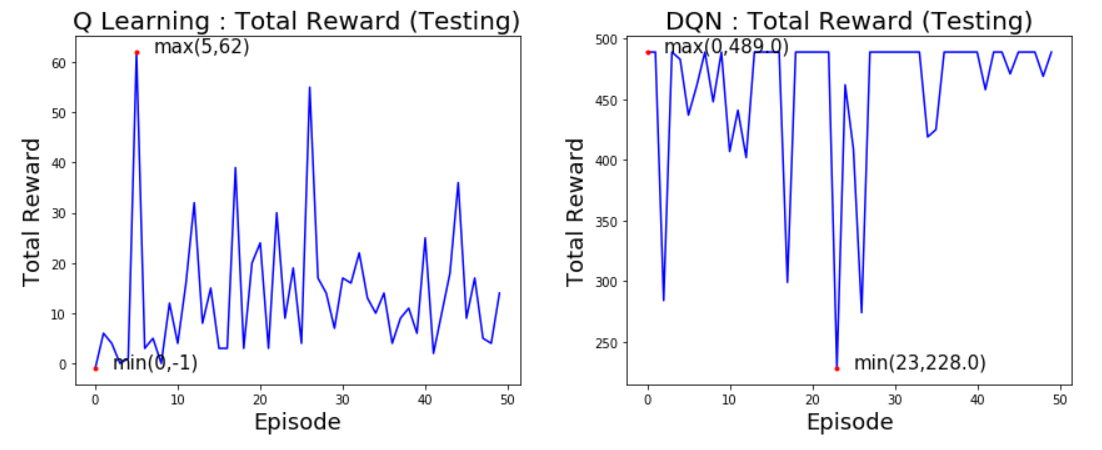 Q Learning : Total Reward (Testing)
max(5,62)
60
50
40
30
20
10
0
Total Reward
min(0,-1)
0 10 20 30 40 50
Episode
DQN : Total Reward (Testing)
max(0,489.0)
500
450
400
350
300
250
Total Reward
min(23,228.0)
0 10 20 30 40 50
Episode